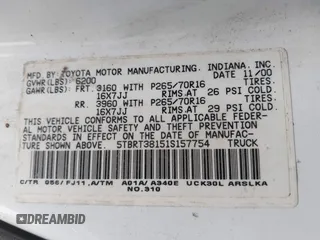 MFD. BY: TOYOTA MOTOR MANUFACTURING, INDIANA, INC.
GVWR(LBS): 6200 DATE 11/00
GAWR(LBS): FRT. 3160 WITH P265/70R16 TIRES,
16X7JJ RIMS,AT 26 PSI COLD
RR. 3960 WITH P265/70R16 TIRES,
16X7JJ RIMS,AT 29 PSI COLD
THIS VEHICLE CONFORMS TO ALL APPLICABLE FEDERAL
MOTOR VEHICLE SAFETY AND THEFT PREVENTION
STANDARDS IN EFFECT ON THE DATE OF MANUFAC-
TURE SHOWN ABOVE. 5TBRT38151S157754 TRUCK
C/TR 056/FJ11 A/TM A01A/A340E UCK30L ARSLKA
NO.310
DREAMBID
dreambid.com